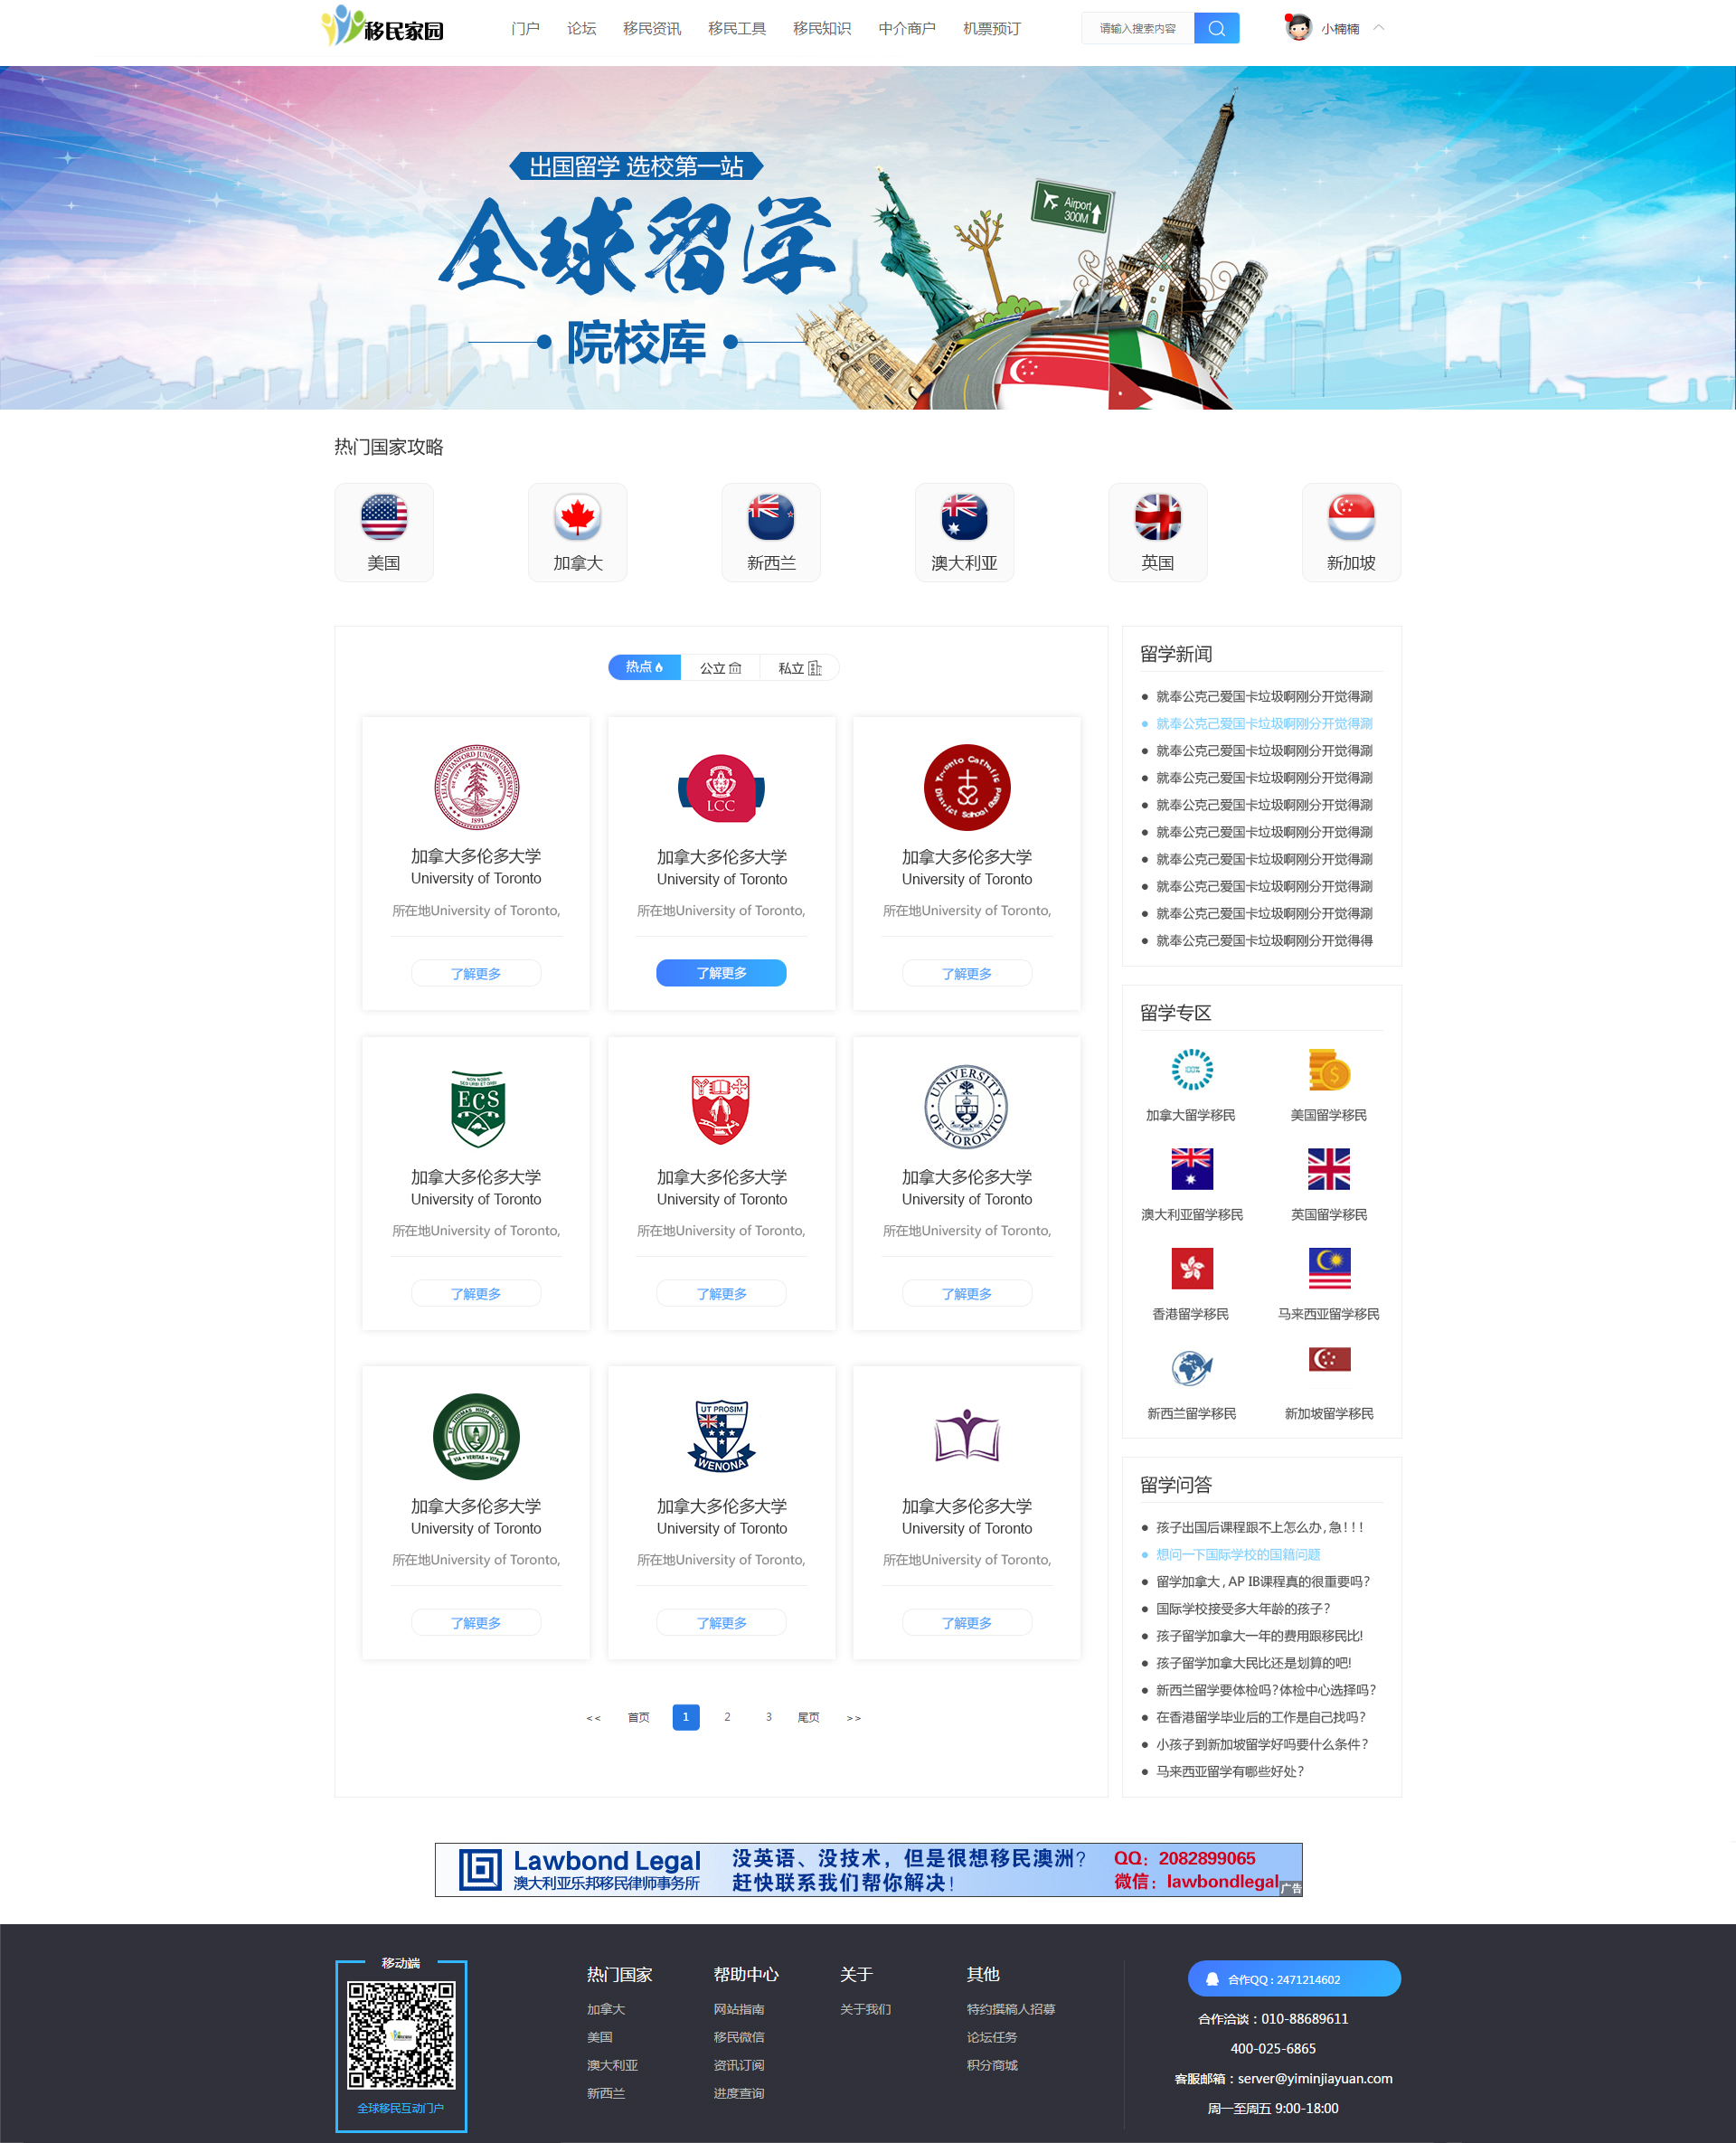 移民家园
门户 论坛 移民资讯 移民工具 移民知识 中介商户 机票预订
请输入搜索内容
小楠楠
出国留学 选校第一站
全球留学
院校库
Airport
300M
热门国家攻略
美国 加拿大 新西兰 澳大利亚 英国 新加坡
热点 公立 私立
LELAND STANFORD JUNIOR UNIVERSITY
1891
LCC
Toronto Catholic
District School Board
加拿大多伦多大学 加拿大多伦多大学 加拿大多伦多大学
University of Toronto University of Toronto University of Toronto
所在地University of Toronto, 所在地University of Toronto, 所在地University of Toronto,
了解更多 了解更多 了解更多
ECS
UNIVERSITY OF TORONTO
加拿大多伦多大学 加拿大多伦多大学 加拿大多伦多大学
University of Toronto University of Toronto University of Toronto
所在地University of Toronto, 所在地University of Toronto, 所在地University of Toronto,
了解更多 了解更多 了解更多
VIA · VERITAS · VITA
UT PROSIM
WENONA
加拿大多伦多大学 加拿大多伦多大学 加拿大多伦多大学
University of Toronto University of Toronto University of Toronto
所在地University of Toronto, 所在地University of Toronto, 所在地University of Toronto,
了解更多 了解更多 了解更多
<< 首页 1 2 3 尾页 >>
留学新闻
就奉公克己爱国卡垃圾啊刚分开觉得涮
就奉公克己爱国卡垃圾啊刚分开觉得涮
就奉公克己爱国卡垃圾啊刚分开觉得涮
就奉公克己爱国卡垃圾啊刚分开觉得涮
就奉公克己爱国卡垃圾啊刚分开觉得涮
就奉公克己爱国卡垃圾啊刚分开觉得涮
就奉公克己爱国卡垃圾啊刚分开觉得涮
就奉公克己爱国卡垃圾啊刚分开觉得涮
就奉公克己爱国卡垃圾啊刚分开觉得涮
就奉公克己爱国卡垃圾啊刚分开觉得得
留学专区
100%
加拿大留学移民 美国留学移民
澳大利亚留学移民 英国留学移民
香港留学移民 马来西亚留学移民
新西兰留学移民 新加坡留学移民
留学问答
孩子出国后课程跟不上怎么办,急!!!
想问一下国际学校的国籍问题
留学加拿大, AP IB课程真的很重要吗?
国际学校接受多大年龄的孩子?
孩子留学加拿大一年的费用跟移民比!
孩子留学加拿大民比还是划算的吧!
新西兰留学要体检吗?体检中心选择吗?
在香港留学毕业后的工作是自己找吗?
小孩子到新加坡留学好吗要什么条件?
马来西亚留学有哪些好处?
Lawbond Legal
澳大利亚乐邦移民律师事务所
没英语、没技术，但是很想移民澳洲?
赶快联系我们帮你解决！
QQ：2082899065
微信：lawbondlegal
广告
移动端
全球移民互动门户
热门国家
加拿大
美国
澳大利亚
新西兰
帮助中心
网站指南
移民微信
资讯订阅
进度查询
关于
关于我们
其他
特约撰稿人招募
论坛任务
积分商城
合作QQ : 2471214602
合作洽谈 : 010-88689611
400-025-6865
客服邮箱 : server@yiminjiayuan.com
周一至周五 9:00-18:00